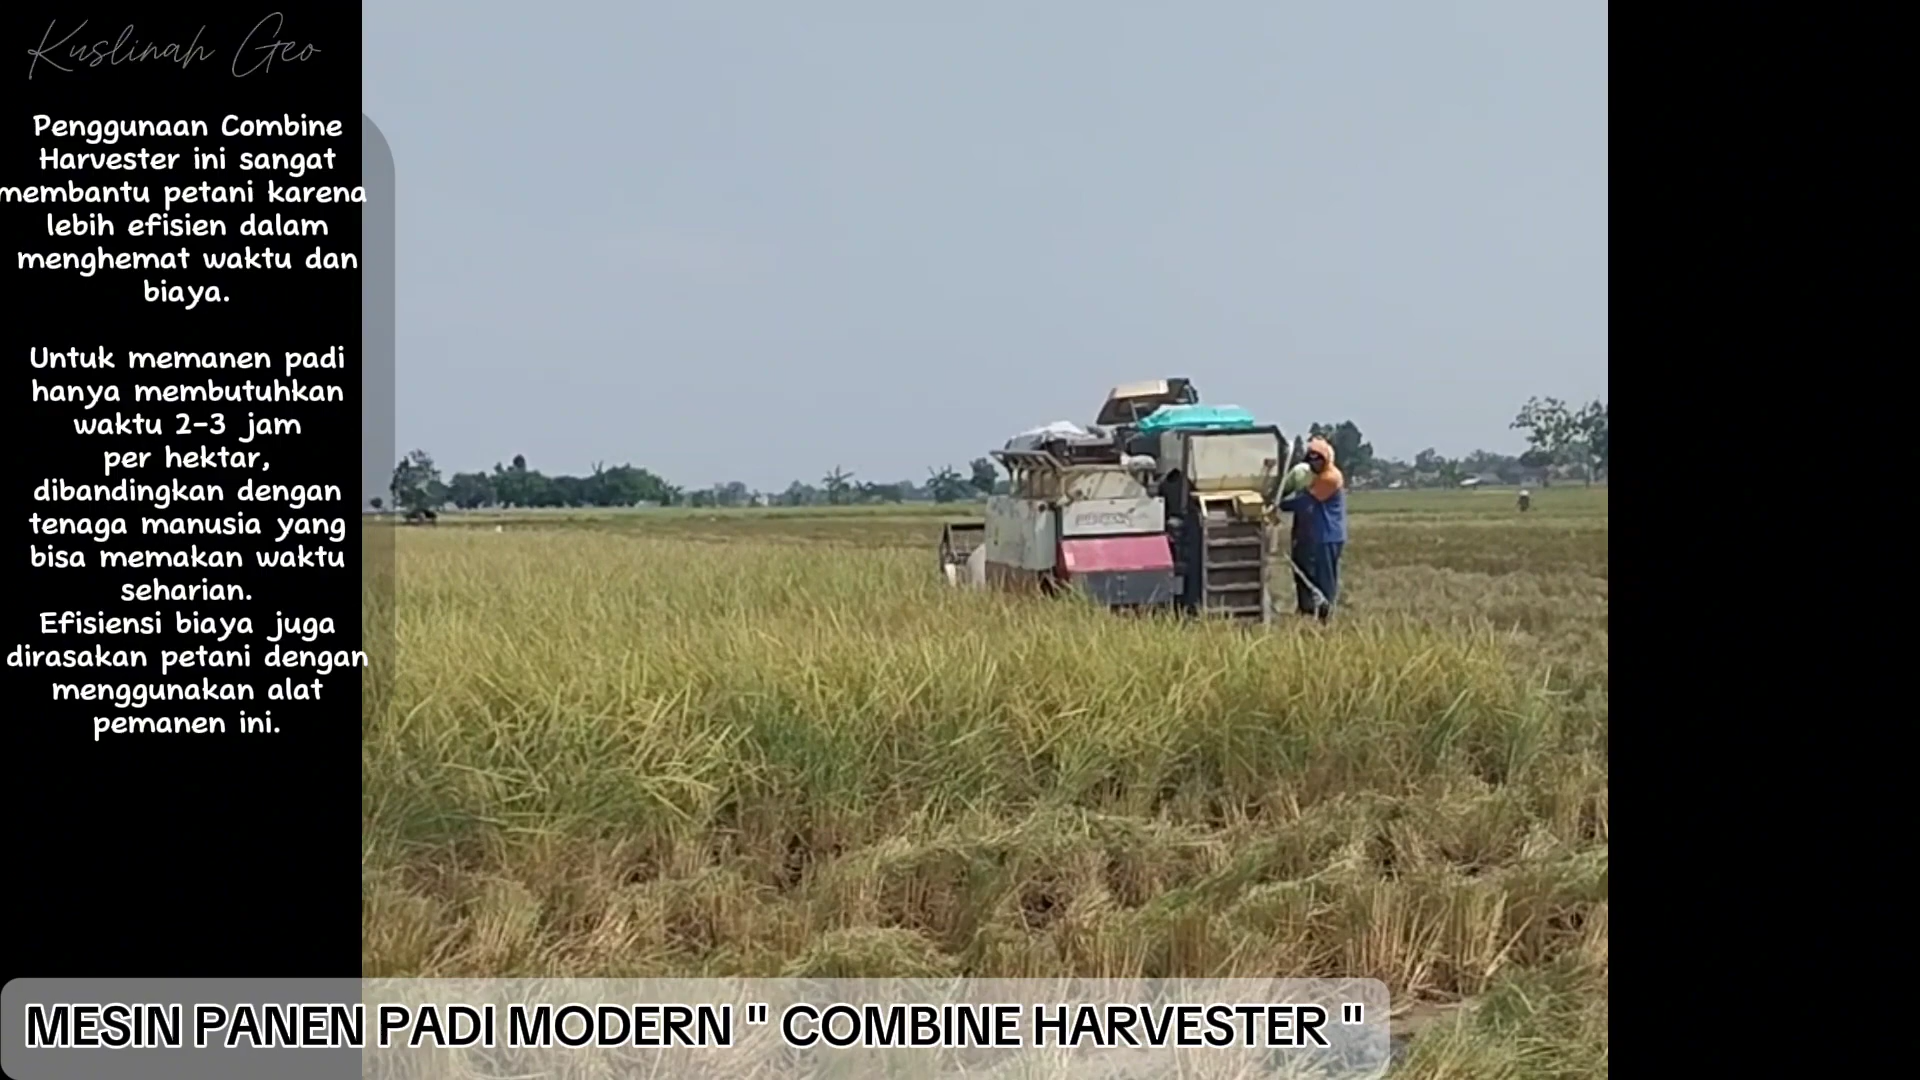 Kuslinah Geo
Penggunaan Combine
Harvester ini sangat
membantu petani karena
lebih efisien dalam
menghemat waktu dan
biaya.
Untuk memanen padi
hanya membutuhkan
waktu 2-3 jam
per hektar,
dibandingkan dengan
tenaga manusia yang
bisa memakan waktu
seharian.
Efisiensi biaya juga
dirasakan petani dengan
menggunakan alat
pemanen ini.
MESIN PANEN PADI MODERN " COMBINE HARVESTER "